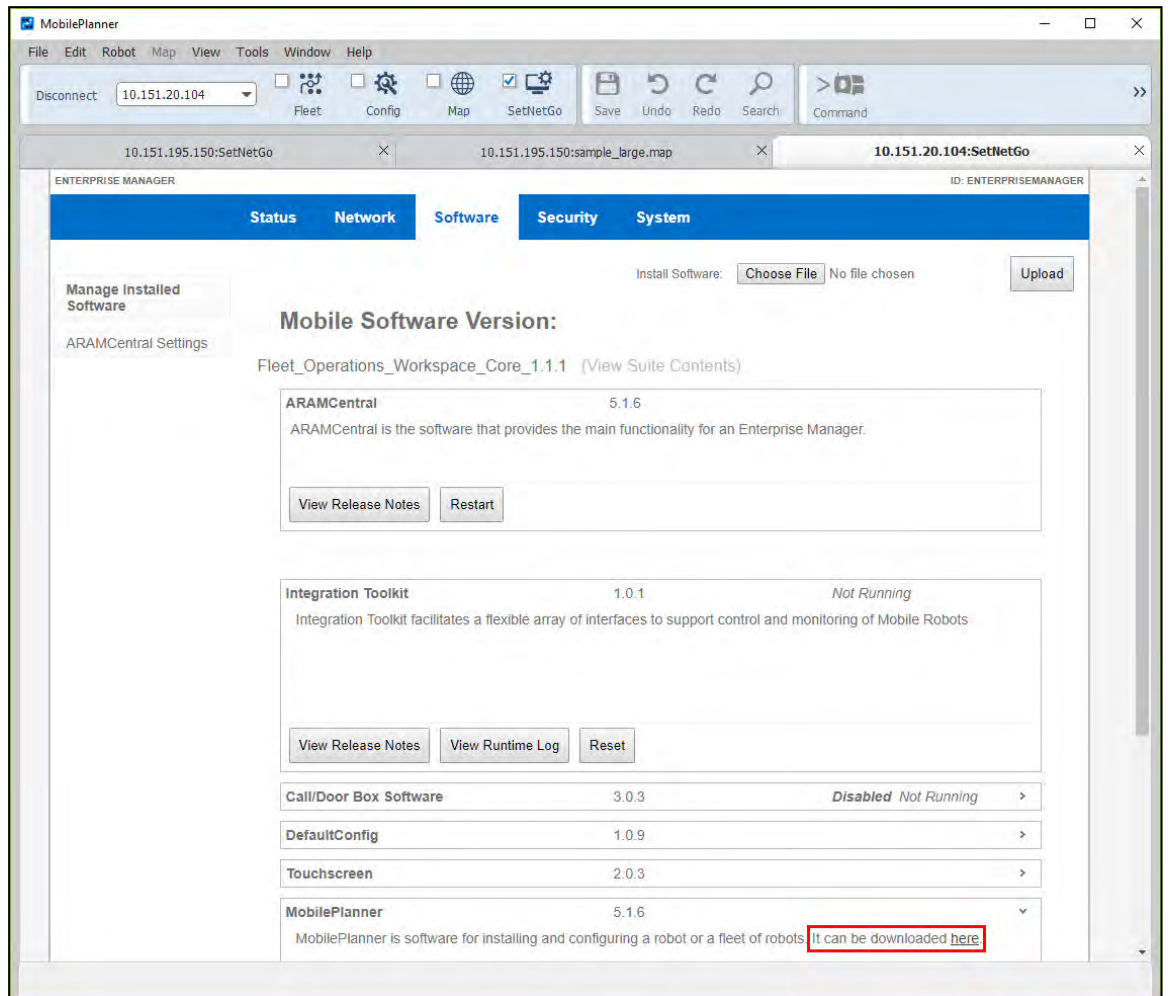 MobilePlanner
File Edit Robot Map View Tools Window Help
Disconnect 10.151.20.104 Fleet Config Map SetNetGo Save Undo Redo Search Command
10.151.195.150:SetNetGo 10.151.195.150:sample_large.map 10.151.20.104:SetNetGo
ENTERPRISE MANAGER ID: ENTERPRISEMANAGER
Status Network Software Security System
Install Software: Choose File No file chosen Upload
Manage Installed
Software
ARAMCentral Settings
Mobile Software Version:
Fleet_Operations_Workspace_Core_1.1.1 (View Suite Contents)
ARAMCentral 5.1.6
ARAMCentral is the software that provides the main functionality for an Enterprise Manager.
View Release Notes Restart
Integration Toolkit 1.0.1 Not Running
Integration Toolkit facilitates a flexible array of interfaces to support control and monitoring of Mobile Robots
View Release Notes View Runtime Log Reset
Call/Door Box Software 3.0.3 Disabled Not Running
DefaultConfig 1.0.9
Touchscreen 2.0.3
MobilePlanner 5.1.6
MobilePlanner is software for installing and configuring a robot or a fleet of robots. It can be downloaded here.